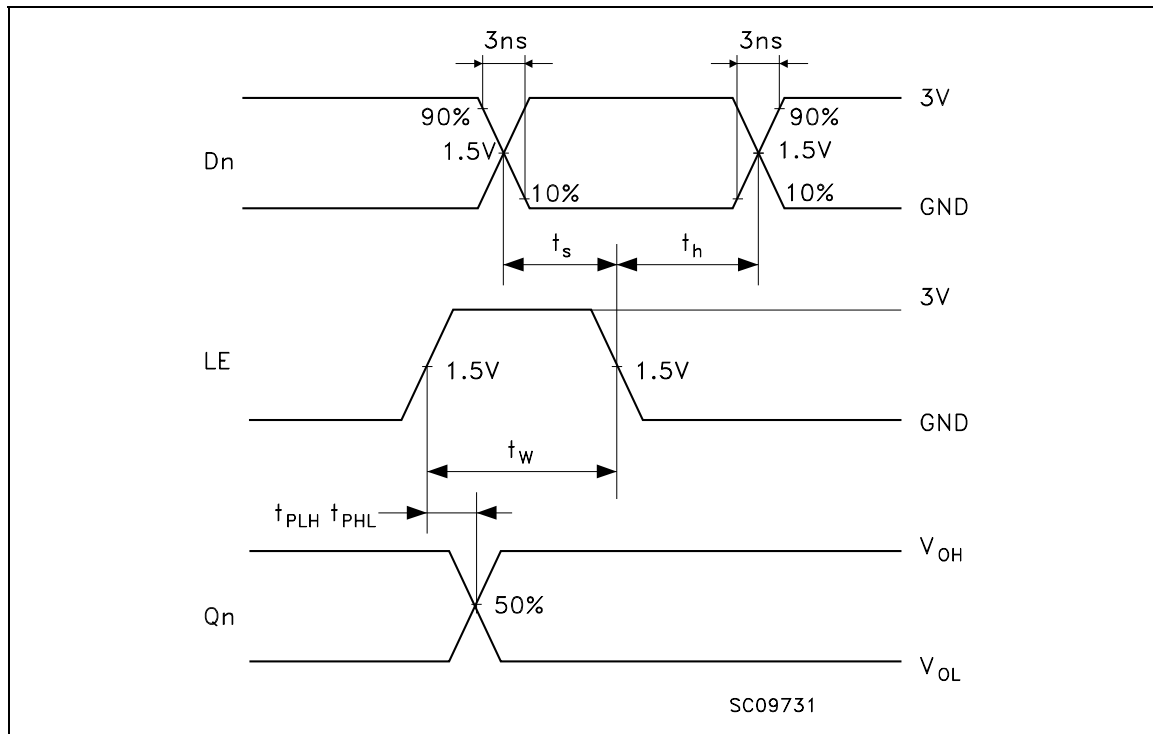 3ns 3ns
3V
90% 90%
Dn 1.5V 1.5V
10% 10%
GND
ts th
3V
LE 1.5V 1.5V
GND
tW
tPLH tPHL
VOH
Qn 50%
VOL
SC09731